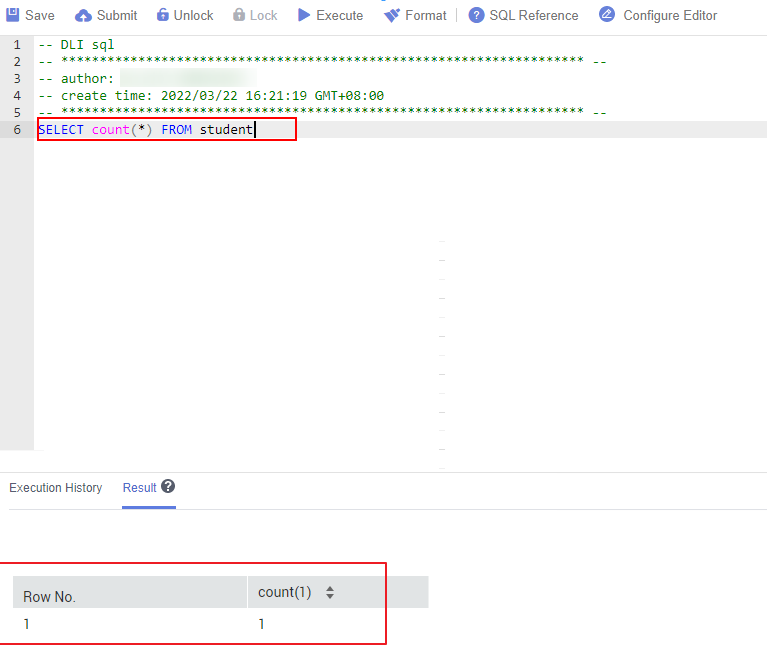 Save Submit Unlock Lock Execute Format SQL Reference Configure Editor
1 -- DLI sql
2 -- ******************************************************************** --
3 -- author:
4 -- create time: 2022/03/22 16:21:19 GMT+08:00
5 -- ******************************************************************** --
6 SELECT count(*) FROM student
Execution History Result ?
Row No. count(1)
1 1